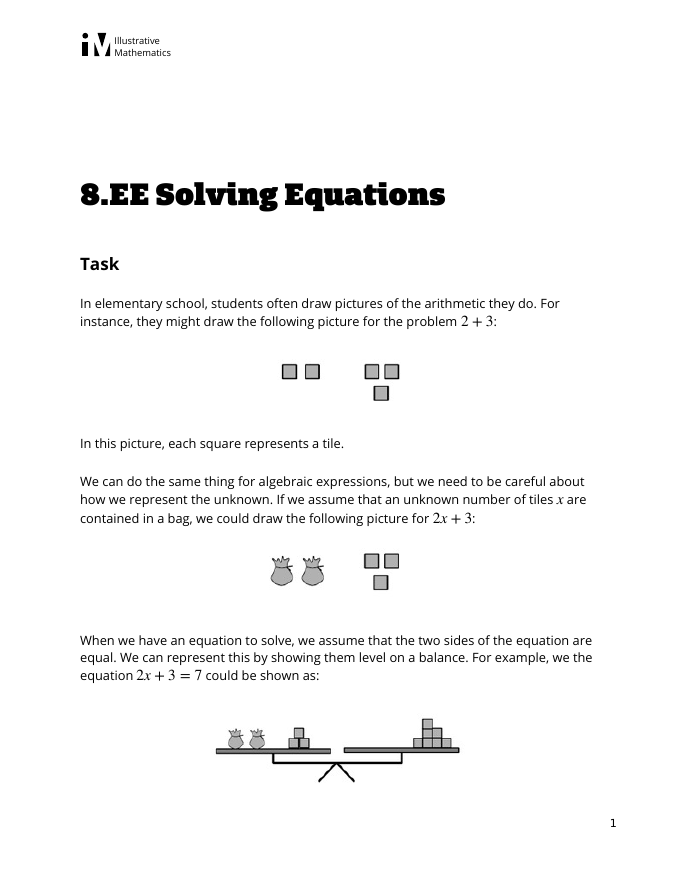 Illustrative
Mathematics
8.EE Solving Equations
Task
In elementary school, students often draw pictures of the arithmetic they do. For
instance, they might draw the following picture for the problem 2 + 3:
In this picture, each square represents a tile.
We can do the same thing for algebraic expressions, but we need to be careful about
how we represent the unknown. If we assume that an unknown number of tiles x are
contained in a bag, we could draw the following picture for 2x + 3:
When we have an equation to solve, we assume that the two sides of the equation are
equal. We can represent this by showing them level on a balance. For example, we the
equation 2x + 3 = 7 could be shown as:
1